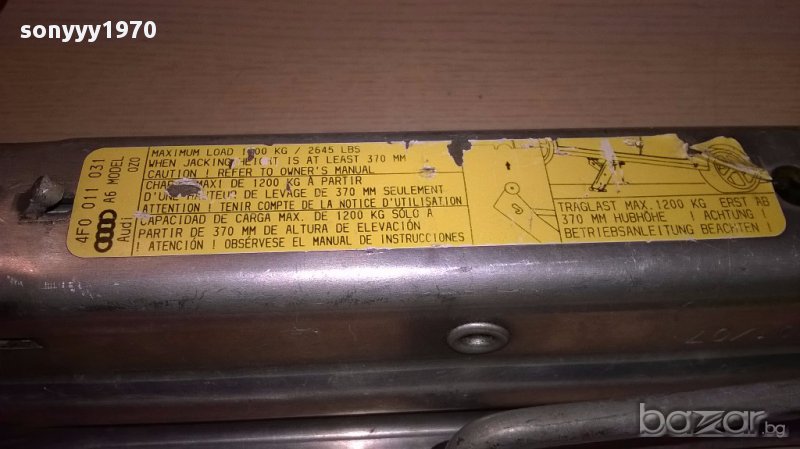 sonyyy1970
4F0 011 031
Audi A6 MODEL
0Z0
MAXIMUM LOAD 1200 KG / 2645 LBS
WHEN JACKING HEIGHT IS AT LEAST 370 MM
CAUTION ! REFER TO OWNER'S MANUAL
CHARGE MAXI DE 1200 KG A PARTIR
D'UNE HAUTEUR DE LEVAGE DE 370 MM SEULEMENT
ATTENTION ! TENIR COMPTE DE LA NOTICE D'UTILISATION
CAPACIDAD DE CARGA MAX. DE 1200 KG SÓLO A
PARTIR DE 370 MM DE ALTURA DE ELEVACIÓN
! ATENCIÓN ! OBSÉRVESE EL MANUAL DE INSTRUCCIONES
TRAGLAST MAX. 1200 KG ERST AB
370 MM HUBHÖHE ! ACHTUNG !
BETRIEBSANLEITUNG BEACHTEN !
bazar.bg